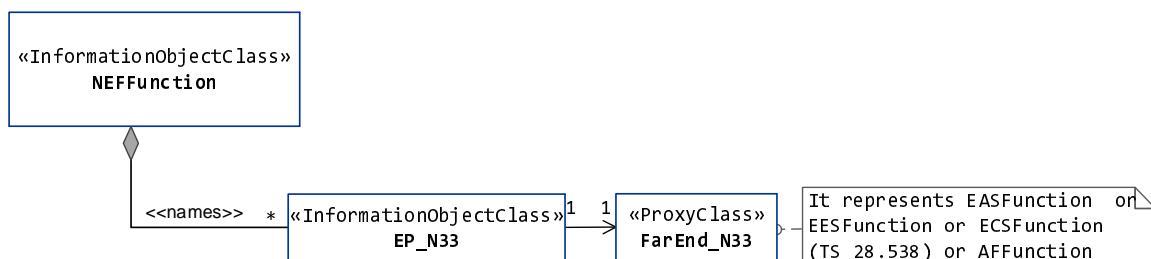 «InformationObjectClass»
NEFFunction
<<names>> *
«InformationObjectClass»
EP_N33
1 1
«ProxyClass»
FarEnd_N33
It represents EASFunction or
EESFunction or ECSFunction
(TS 28.538) or AFFunction